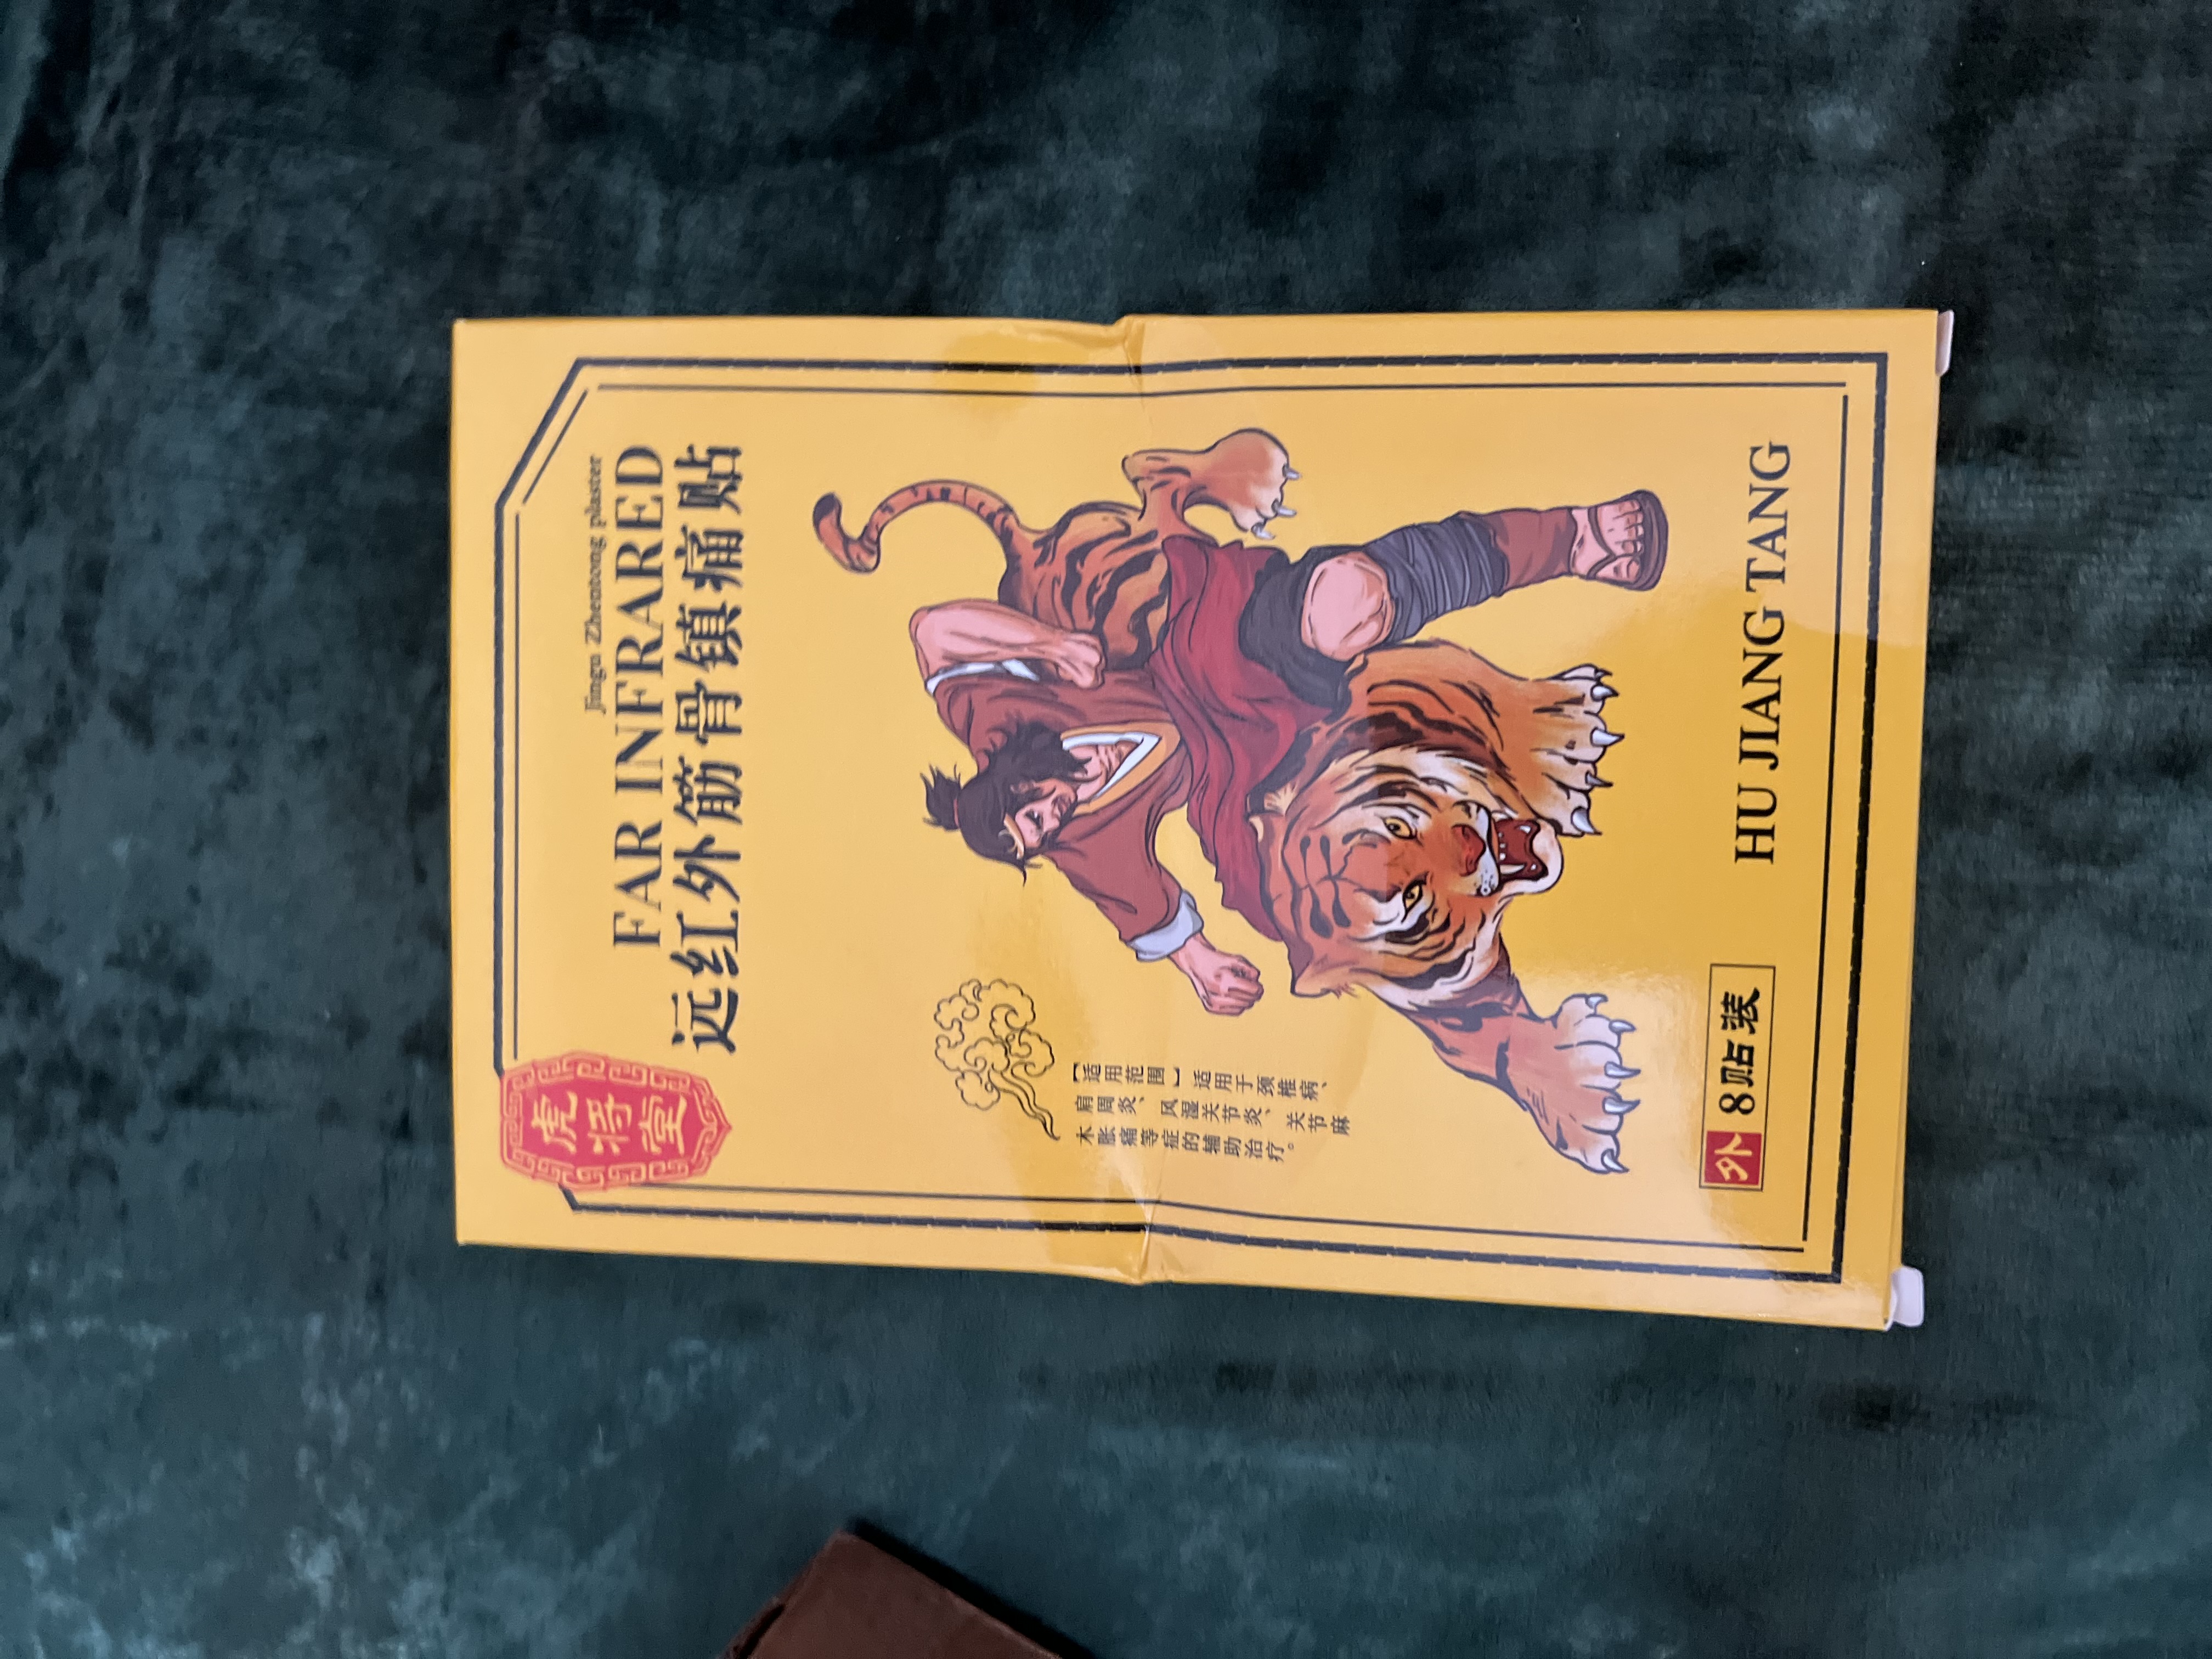 虎将堂
Jingu Zhentong plaster
FAR INFRARED
远红外筋骨镇痛贴
【适用范围】适用于颈椎病、
肩周炎、风湿关节炎、关节麻
木胀痛等症的辅助治疗。
外 8贴装
HU JIANG TANG